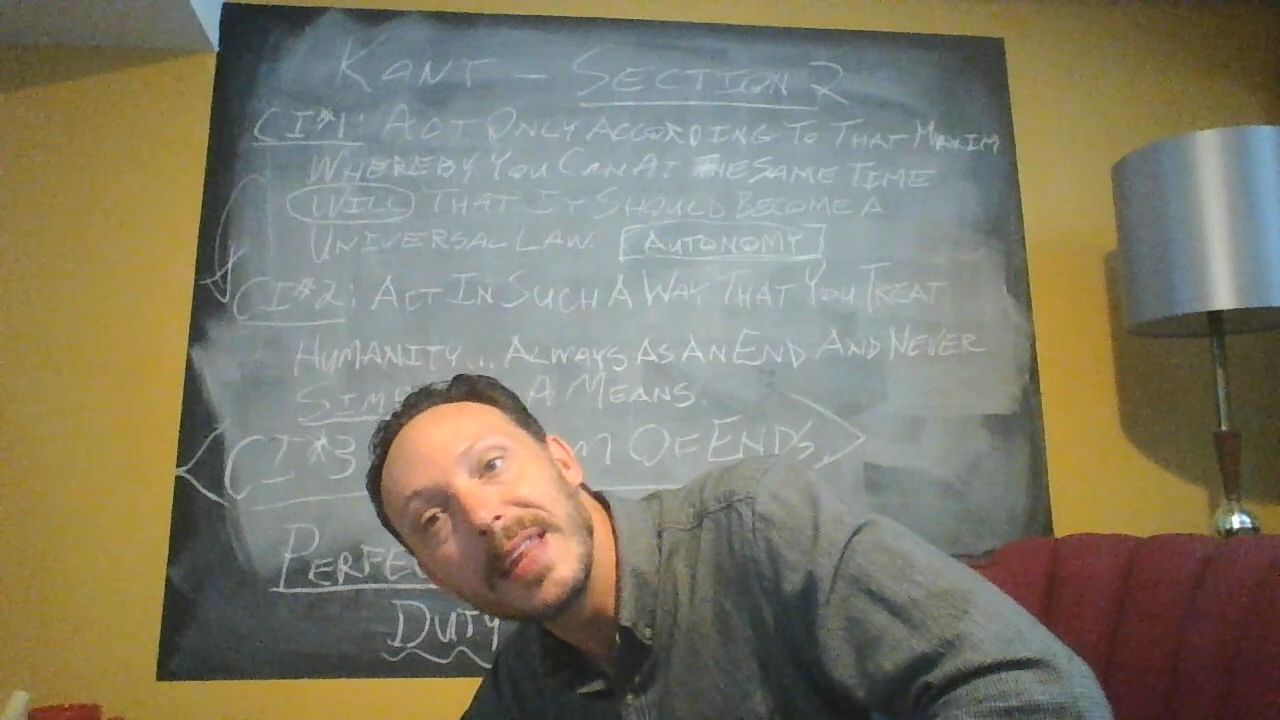 KANT - SECTION 2
CI#1: ACT ONLY ACCORDING TO THAT MAXIM
WHEREBY YOU CAN AT THE SAME TIME
WILL THAT IT SHOULD BECOME A
UNIVERSAL LAW. AUTONOMY
CI#2: ACT IN SUCH A WAY THAT YOU TREAT
HUMANITY... ALWAYS AS AN END AND NEVER
A MEANS.
CI#3 OF ENDS
DUTY